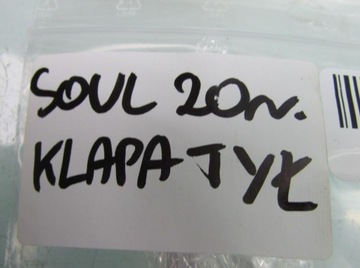 SOUL 20r.
KLAPA TYŁ